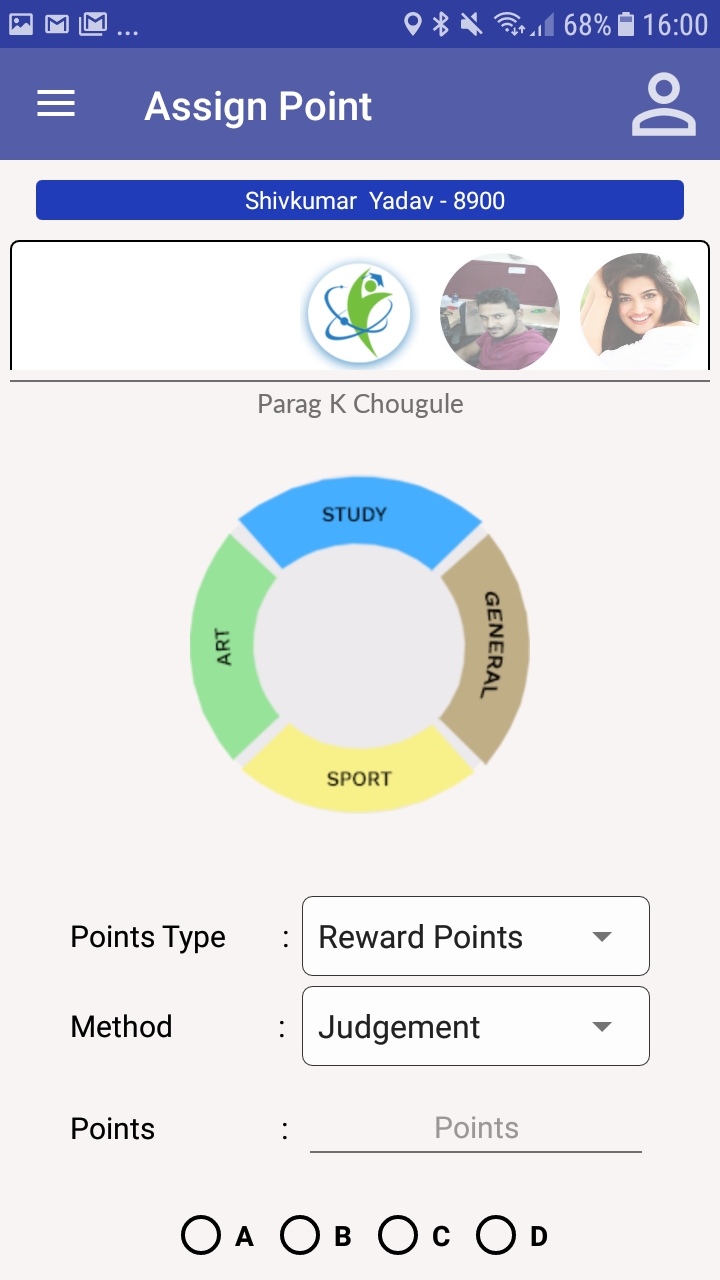 ... 68% 16:00
Assign Point
Shivkumar Yadav - 8900
Parag K Chougule
STUDY
GENERAL
ART
SPORT
Points Type : Reward Points
Method : Judgement
Points : Points
A B C D